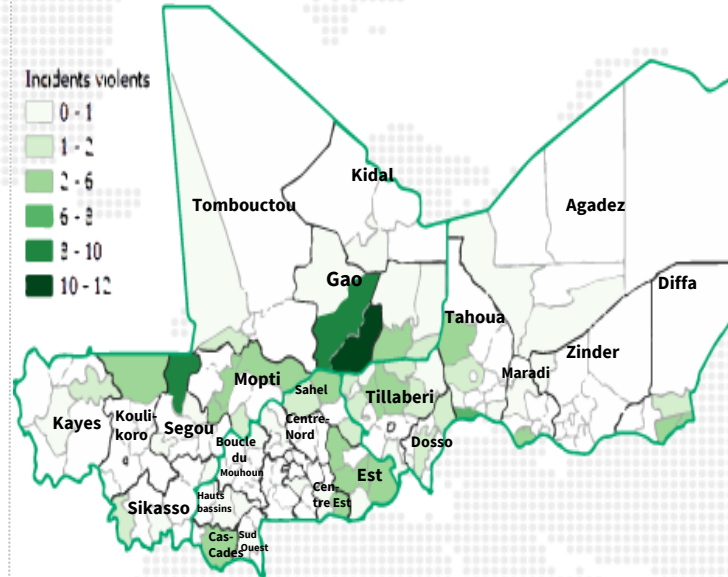 Incidents violents
0 - 1
1 - 2
2 - 6
6 - 8
8 - 10
10 - 12
Kidal
Tombouctou
Agadez
Gao
Diffa
Tahoua
Zinder
Maradi
Mopti
Sahel
Tillaberi
Kayes
Kouli-
koro
Segou
Centre-
Nord
Boucle
du
Mouhoun
Dosso
Est
Cen-
tre Est
Hauts
bassins
Sikasso
Cas-
Cades
Sud
Ouest